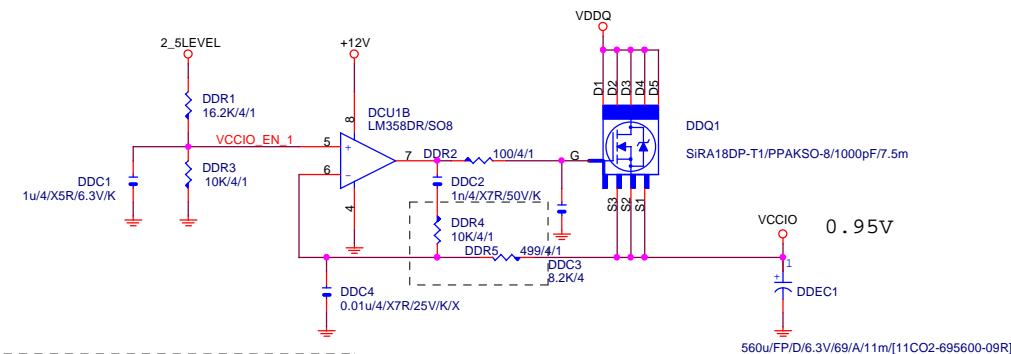 VDDQ
2_5LEVEL
+12V
D1
D2
D3
D4
D5
DDR1
16.2K/4/1
DCU1B
LM358DR/SO8
8
DDQ1
SiRA18DP-T1/PPAKSO-8/1000pF/7.5m
VCCIO_EN_1
5
+
7
DDR2
100/4/1
G
6
-
4
DDR3
10K/4/1
DDC1
1u/4/X5R/6.3V/K
DDC2
1n/4/X7R/50V/K
S3
S2
S1
VCCIO
0.95V
DDR4
10K/4/1
DDR5
499/4/1
DDC3
8.2K/4
1
+
DDEC1
DDC4
0.01u/4/X7R/25V/K/X
560u/FP/D/6.3V/69/A/11m/[11CO2-695600-09R]